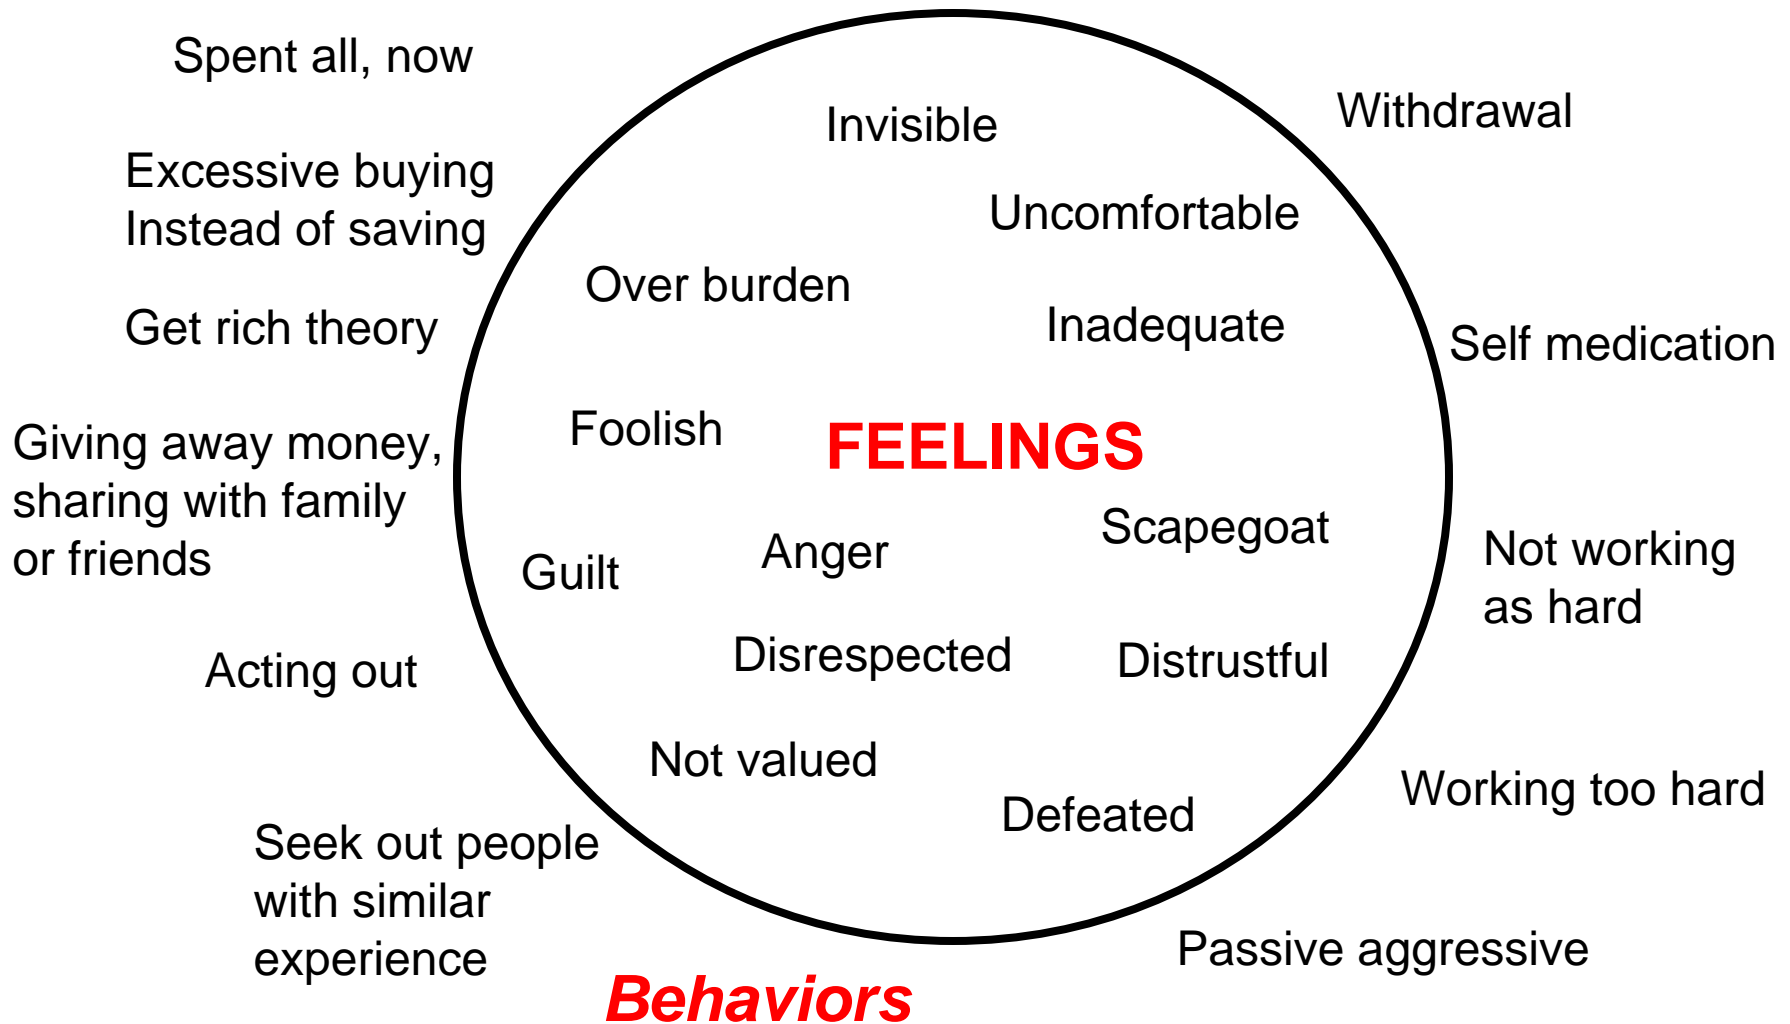 Spent all, now
Excessive buying
Instead of saving
Get rich theory
Giving away money,
sharing with family
or friends
Acting out
Seek out people
with similar
experience
Invisible
Uncomfortable
Over burden
Inadequate
Foolish
FEELINGS
Scapegoat
Anger
Guilt
Disrespected
Distrustful
Not valued
Defeated
Withdrawal
Self medication
Not working
as hard
Working too hard
Passive aggressive
Behaviors